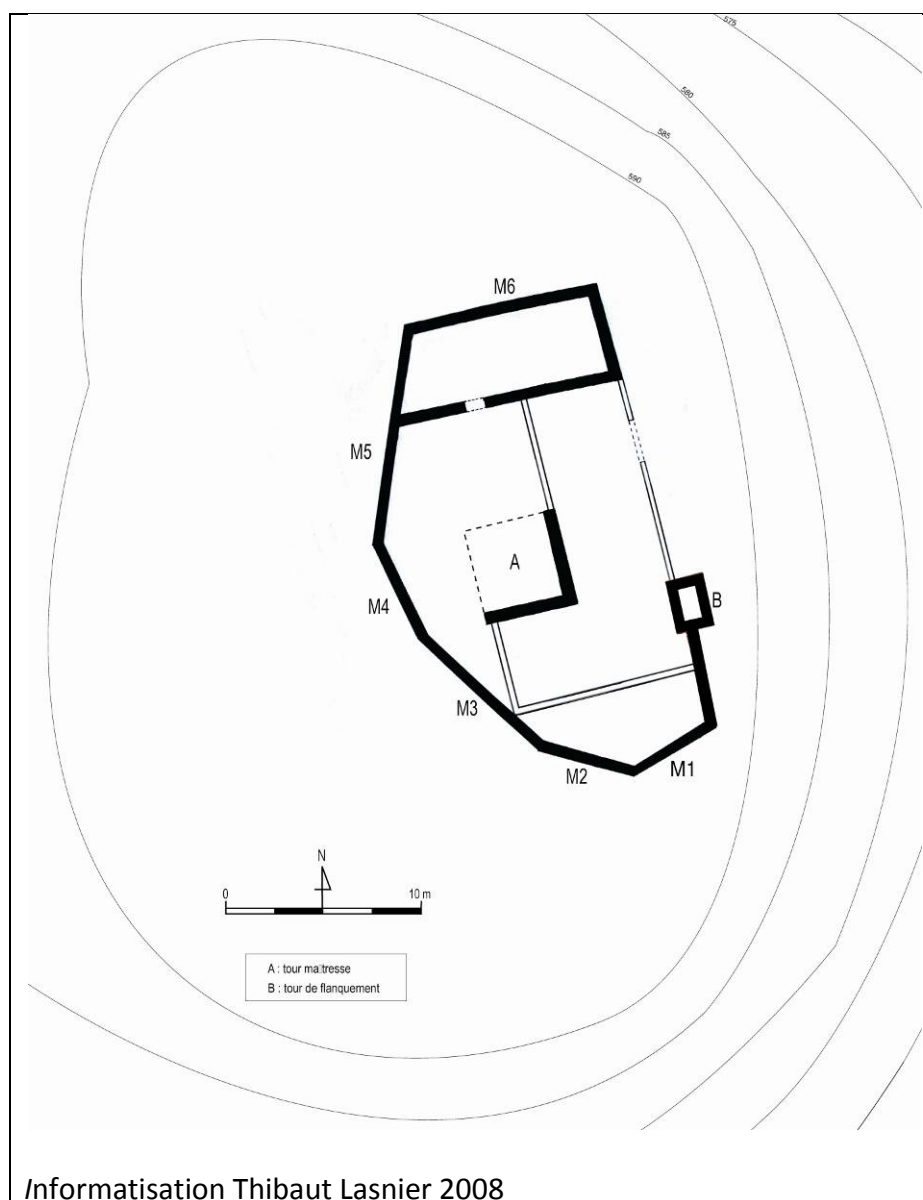 575
580
585
590
M6
M5
A
B
M4
M3
M1
M2
N
0 10 m
A : tour matresse
B : tour de flanquement
Informatisation Thibaut Lasnier 2008